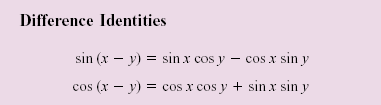 Difference Identities
sin (x − y) = sin x cos y − cos x sin y
cos (x − y) = cos x cos y + sin x sin y